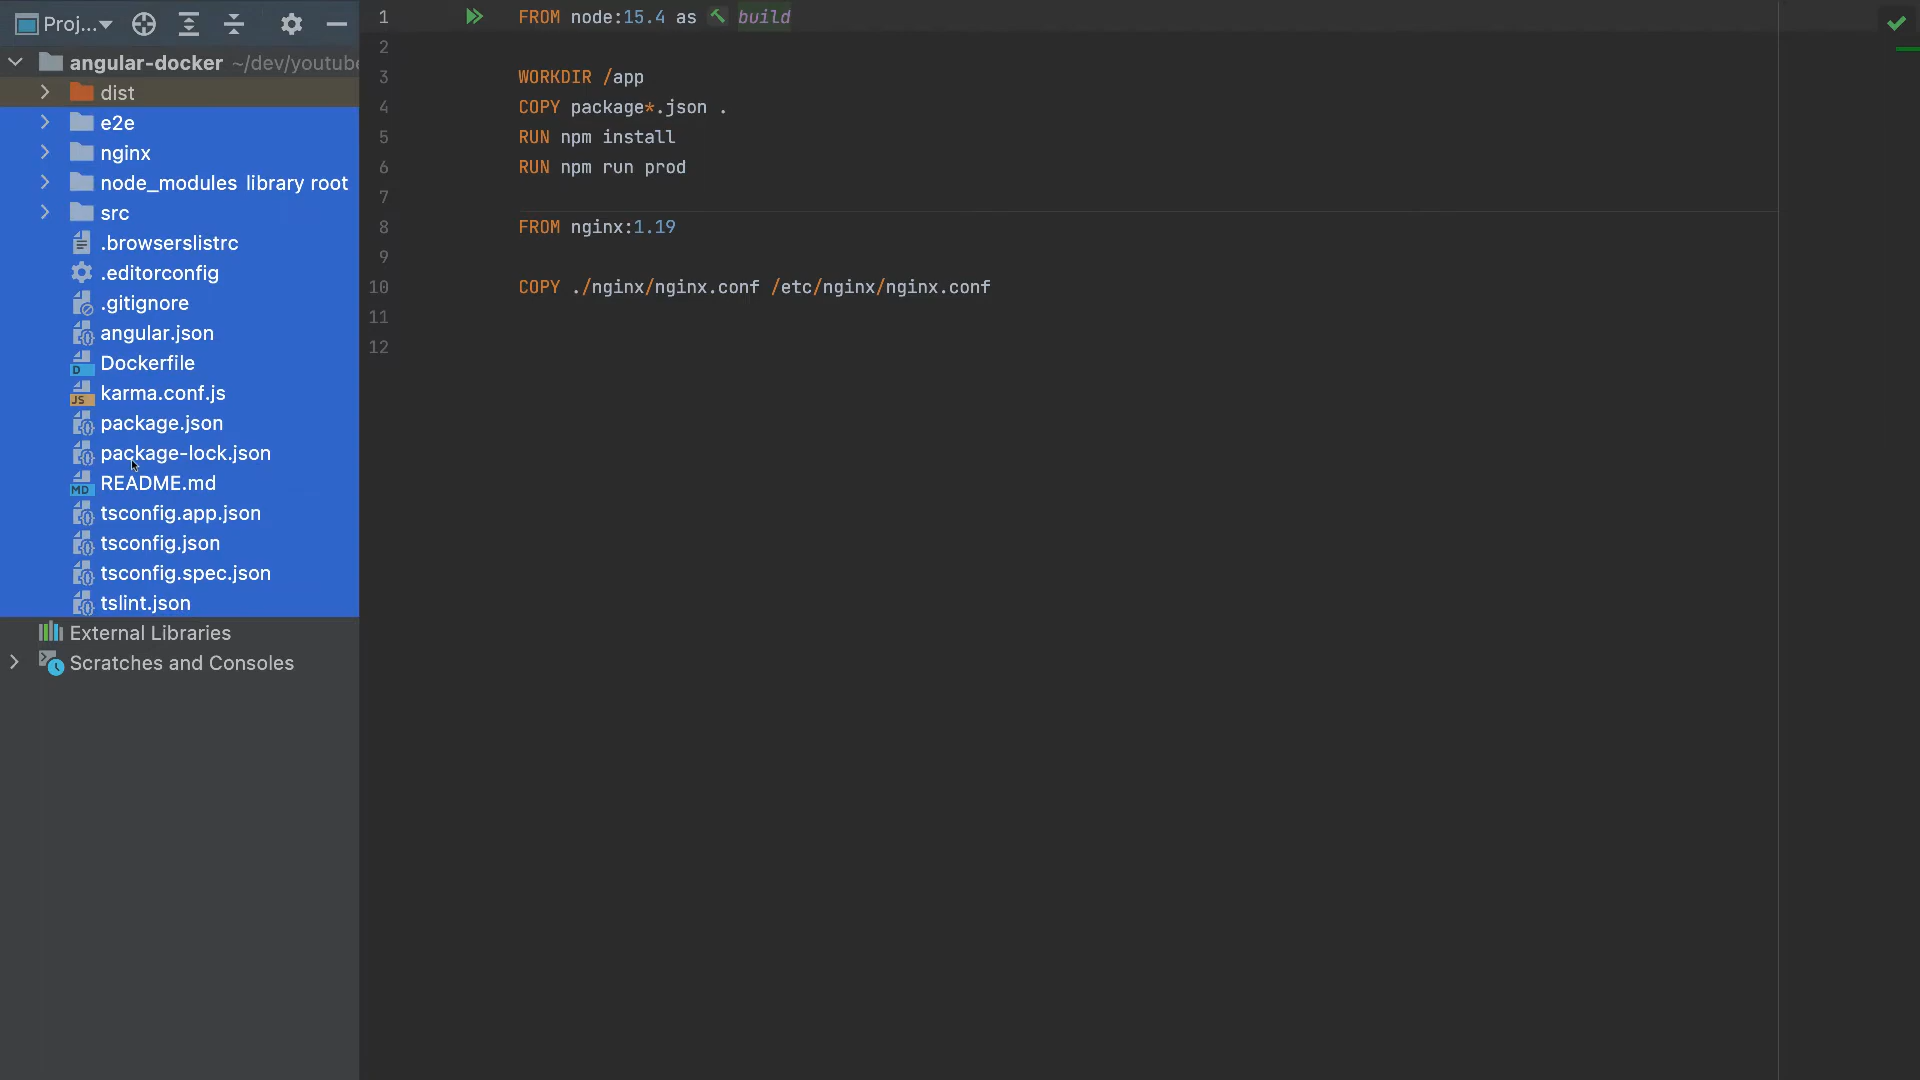 Proj...
angular-docker ~/dev/youtube
dist
e2e
nginx
node_modules library root
src
.browserslistrc
.editorconfig
.gitignore
angular.json
Dockerfile
karma.conf.js
package.json
package-lock.json
README.md
tsconfig.app.json
tsconfig.json
tsconfig.spec.json
tslint.json
External Libraries
Scratches and Consoles
1 FROM node:15.4 as build
2
3 WORKDIR /app
4 COPY package*.json .
5 RUN npm install
6 RUN npm run prod
7
8 FROM nginx:1.19
9
10 COPY ./nginx/nginx.conf /etc/nginx/nginx.conf
11
12